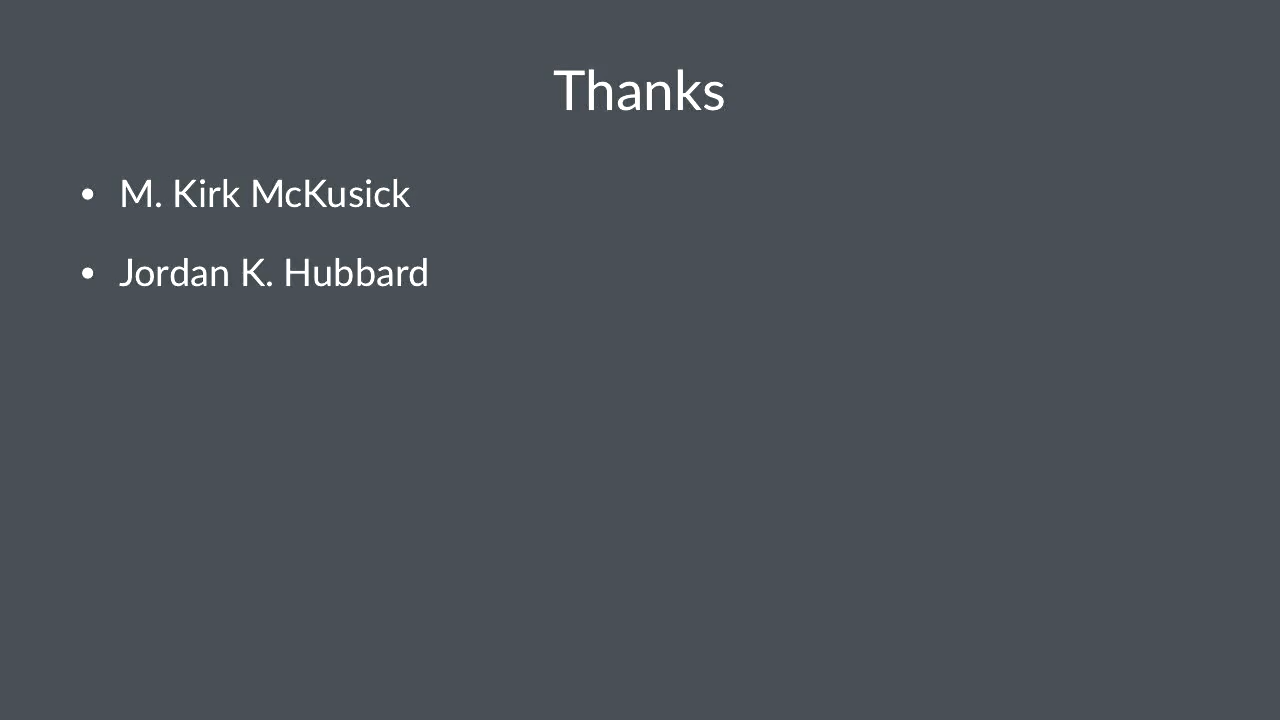 Thanks
• M. Kirk McKusick
• Jordan K. Hubbard